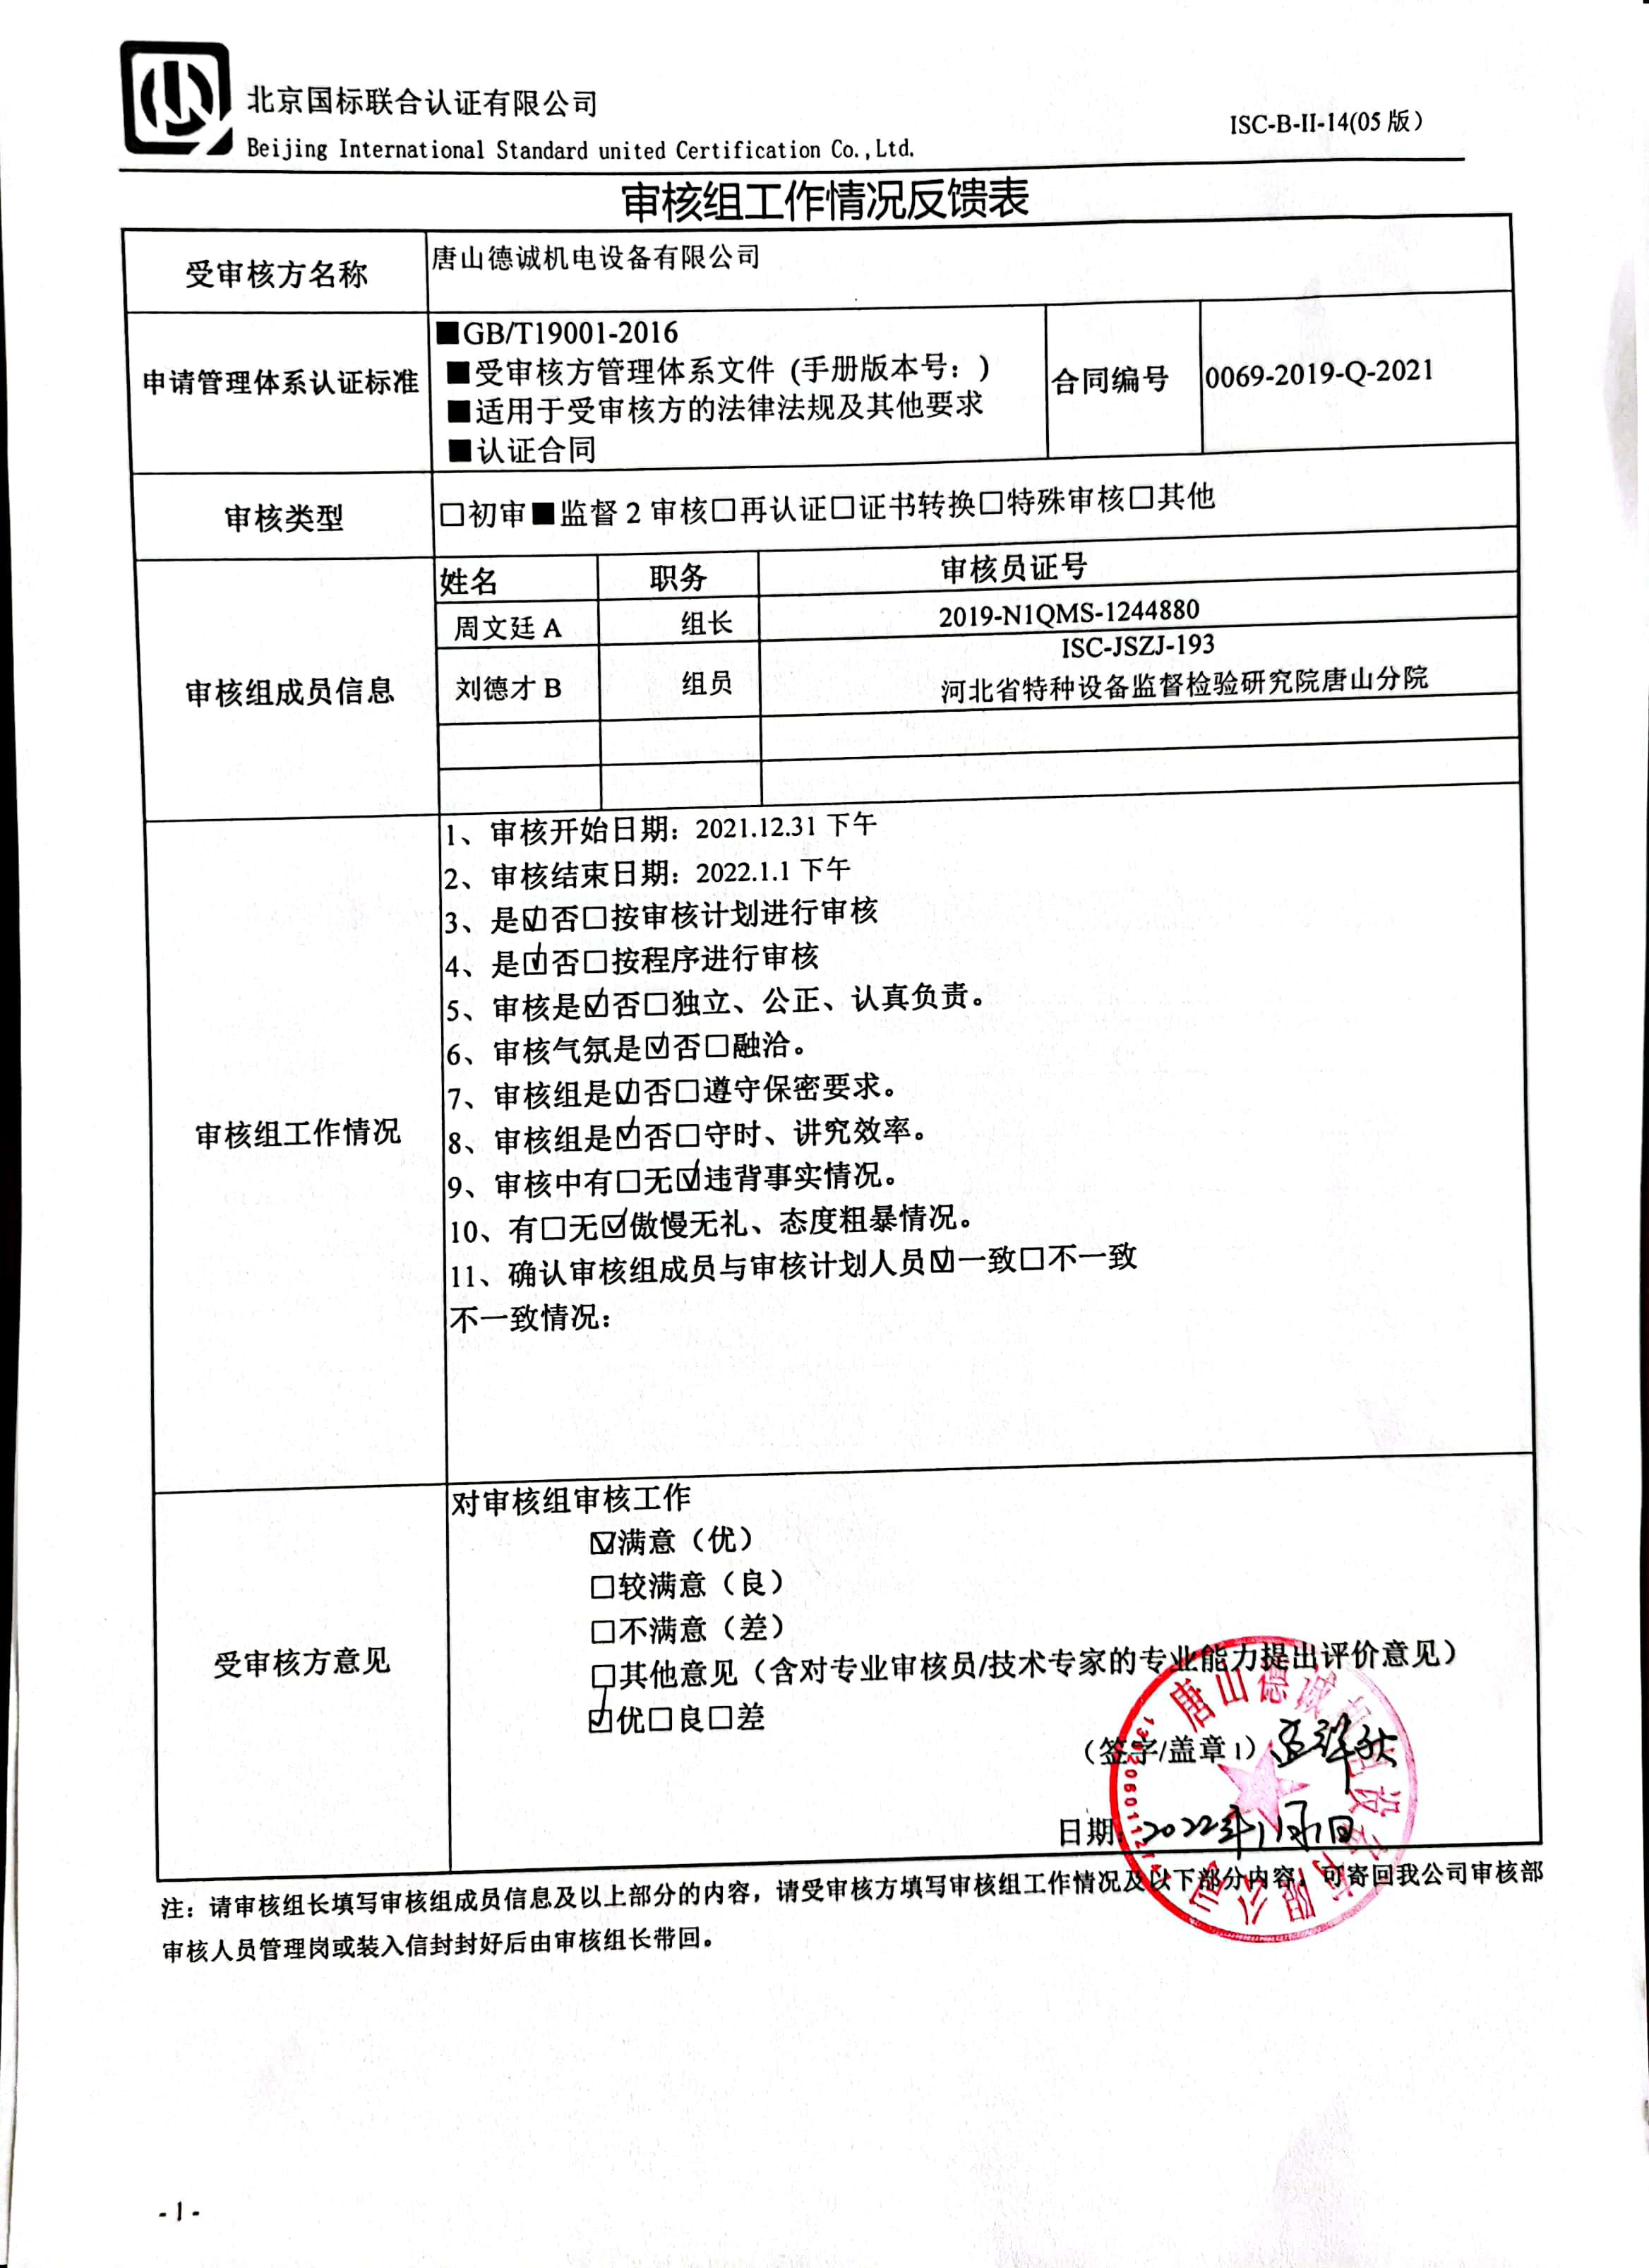 北京国标联合认证有限公司
Beijing International Standard united Certification Co.,Ltd.
ISC-B-II-14(05 版)
审核组工作情况反馈表
受审核方名称
唐山德诚机电设备有限公司
申请管理体系认证标准
■GB/T19001-2016
■受审核方管理体系文件 (手册版本号: )
■适用于受审核方的法律法规及其他要求
■认证合同
合同编号
0069-2019-Q-2021
审核类型
□初审■监督 2 审核□再认证□证书转换□特殊审核□其他
审核组成员信息
姓名 职务 审核员证号
周文廷 A 组长 2019-N1QMS-1244880
刘德才 B 组员 ISC-JSZJ-193
河北省特种设备监督检验研究院唐山分院
审核组工作情况
1、审核开始日期: 2021.12.31 下午
2、审核结束日期: 2022.1.1 下午
3、是☑否□按审核计划进行审核
4、是☑否□按程序进行审核
5、审核是☑否□独立、公正、认真负责。
6、审核气氛是☑否□融洽。
7、审核组是☑否□遵守保密要求。
8、审核组是☑否□守时、讲究效率。
9、审核中有□无☑违背事实情况。
10、有□无☑傲慢无礼、态度粗暴情况。
11、确认审核组成员与审核计划人员☑一致□不一致
不一致情况:
受审核方意见
对审核组审核工作
☑满意（优）
□较满意（良）
□不满意（差）
□其他意见（含对专业审核员/技术专家的专业能力提出评价意见）
☑优□良□差
（签字/盖章 1）
日期: 2022年1月1日
唐山德诚机电设备有限公司
注: 请审核组长填写审核组成员信息及以上部分的内容，请受审核方填写审核组工作情况及以下部分内容，可寄回我公司审核部
审核人员管理岗或装入信封封好后由审核组长带回。
- 1 -